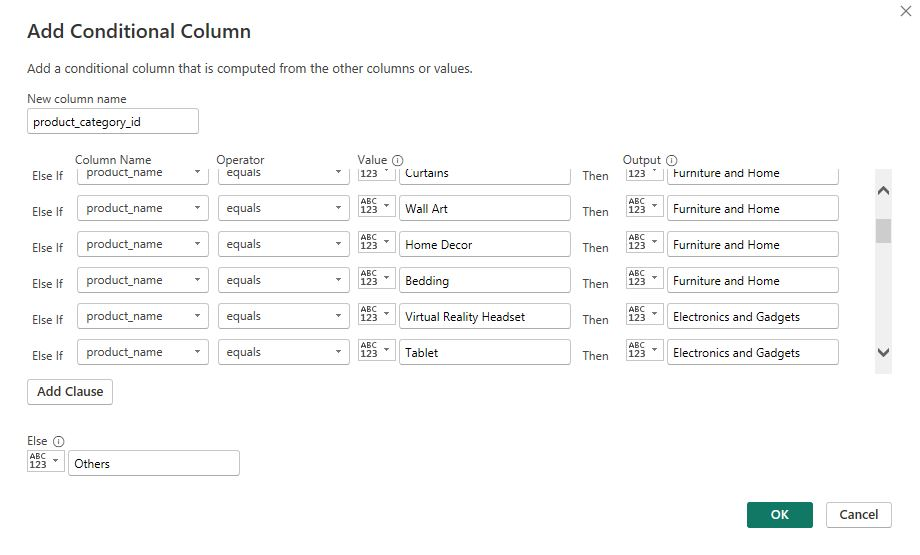 Add Conditional Column
Add a conditional column that is computed from the other columns or values.
New column name
product_category_id
Column Name Operator Value Output
Else If product_name equals 123 Curtains Then 123 Furniture and Home
Else If product_name equals ABC 123 Wall Art Then ABC 123 Furniture and Home
Else If product_name equals ABC 123 Home Decor Then ABC 123 Furniture and Home
Else If product_name equals ABC 123 Bedding Then ABC 123 Furniture and Home
Else If product_name equals ABC 123 Virtual Reality Headset Then ABC 123 Electronics and Gadgets
Else If product_name equals ABC 123 Tablet Then ABC 123 Electronics and Gadgets
Add Clause
Else
ABC 123 Others
OK Cancel